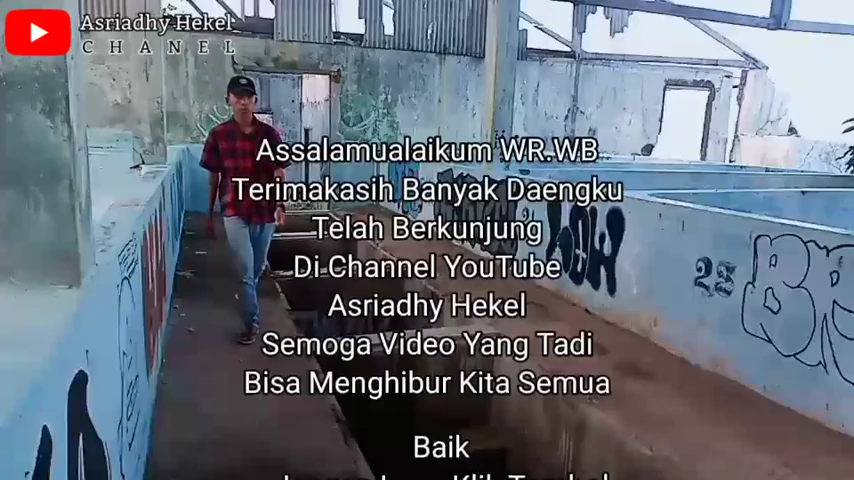 Asriadhy Hekel
CHANEL
Assalamualaikum WR.WB
Terimakasih Banyak Daengku
Telah Berkunjung
Di Channel YouTube
Asriadhy Hekel
Semoga Video Yang Tadi
Bisa Menghibur Kita Semua
Baik